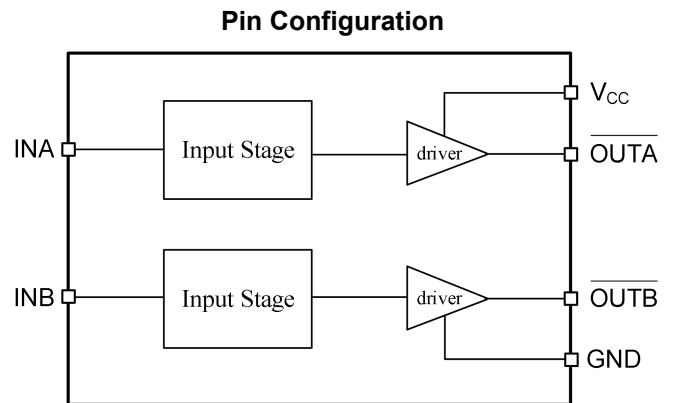 Pin Configuration
VCC
INA
Input Stage
driver
OUTA
INB
Input Stage
driver
OUTB
GND